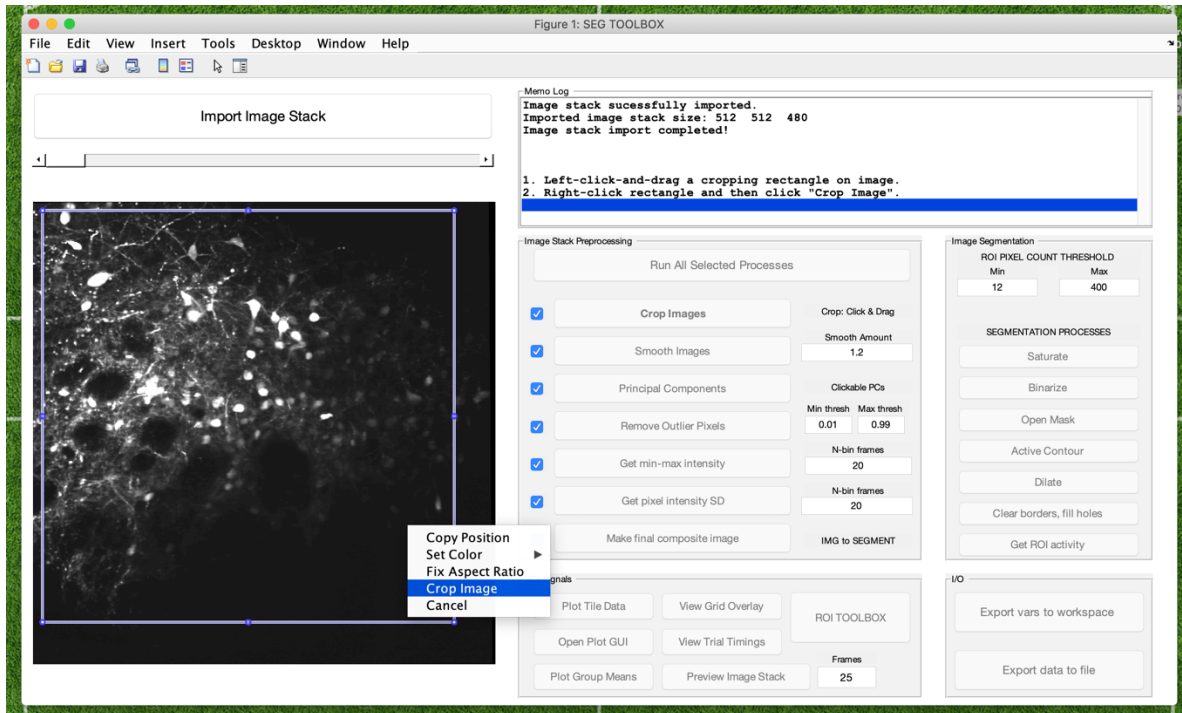 Figure 1: SEG TOOLBOX
File Edit View Insert Tools Desktop Window Help
Import Image Stack
Memo Log
Image stack sucessfully imported.
Imported image stack size: 512 512 480
Image stack import completed!
1. Left-click-and-drag a cropping rectangle on image.
2. Right-click rectangle and then click "Crop Image".
Image Stack Preprocessing
Run All Selected Processes
Crop Images
Crop: Click & Drag
Smooth Images
Smooth Amount
1.2
Principal Components
Clickable PCs
Remove Outlier Pixels
Min thresh Max thresh
0.01 0.99
Get min-max intensity
N-bin frames
20
Get pixel intensity SD
N-bin frames
20
Make final composite image
IMG to SEGMENT
Image Segmentation
ROI PIXEL COUNT THRESHOLD
Min Max
12 400
SEGMENTATION PROCESSES
Saturate
Binarize
Open Mask
Active Contour
Dilate
Clear borders, fill holes
Get ROI activity
Copy Position
Set Color
Fix Aspect Ratio
Crop Image
Cancel
gnals
Plot Tile Data View Grid Overlay
ROI TOOLBOX
Open Plot GUI View Trial Timings
Plot Group Means Preview Image Stack
Frames
25
I/O
Export vars to workspace
Export data to file